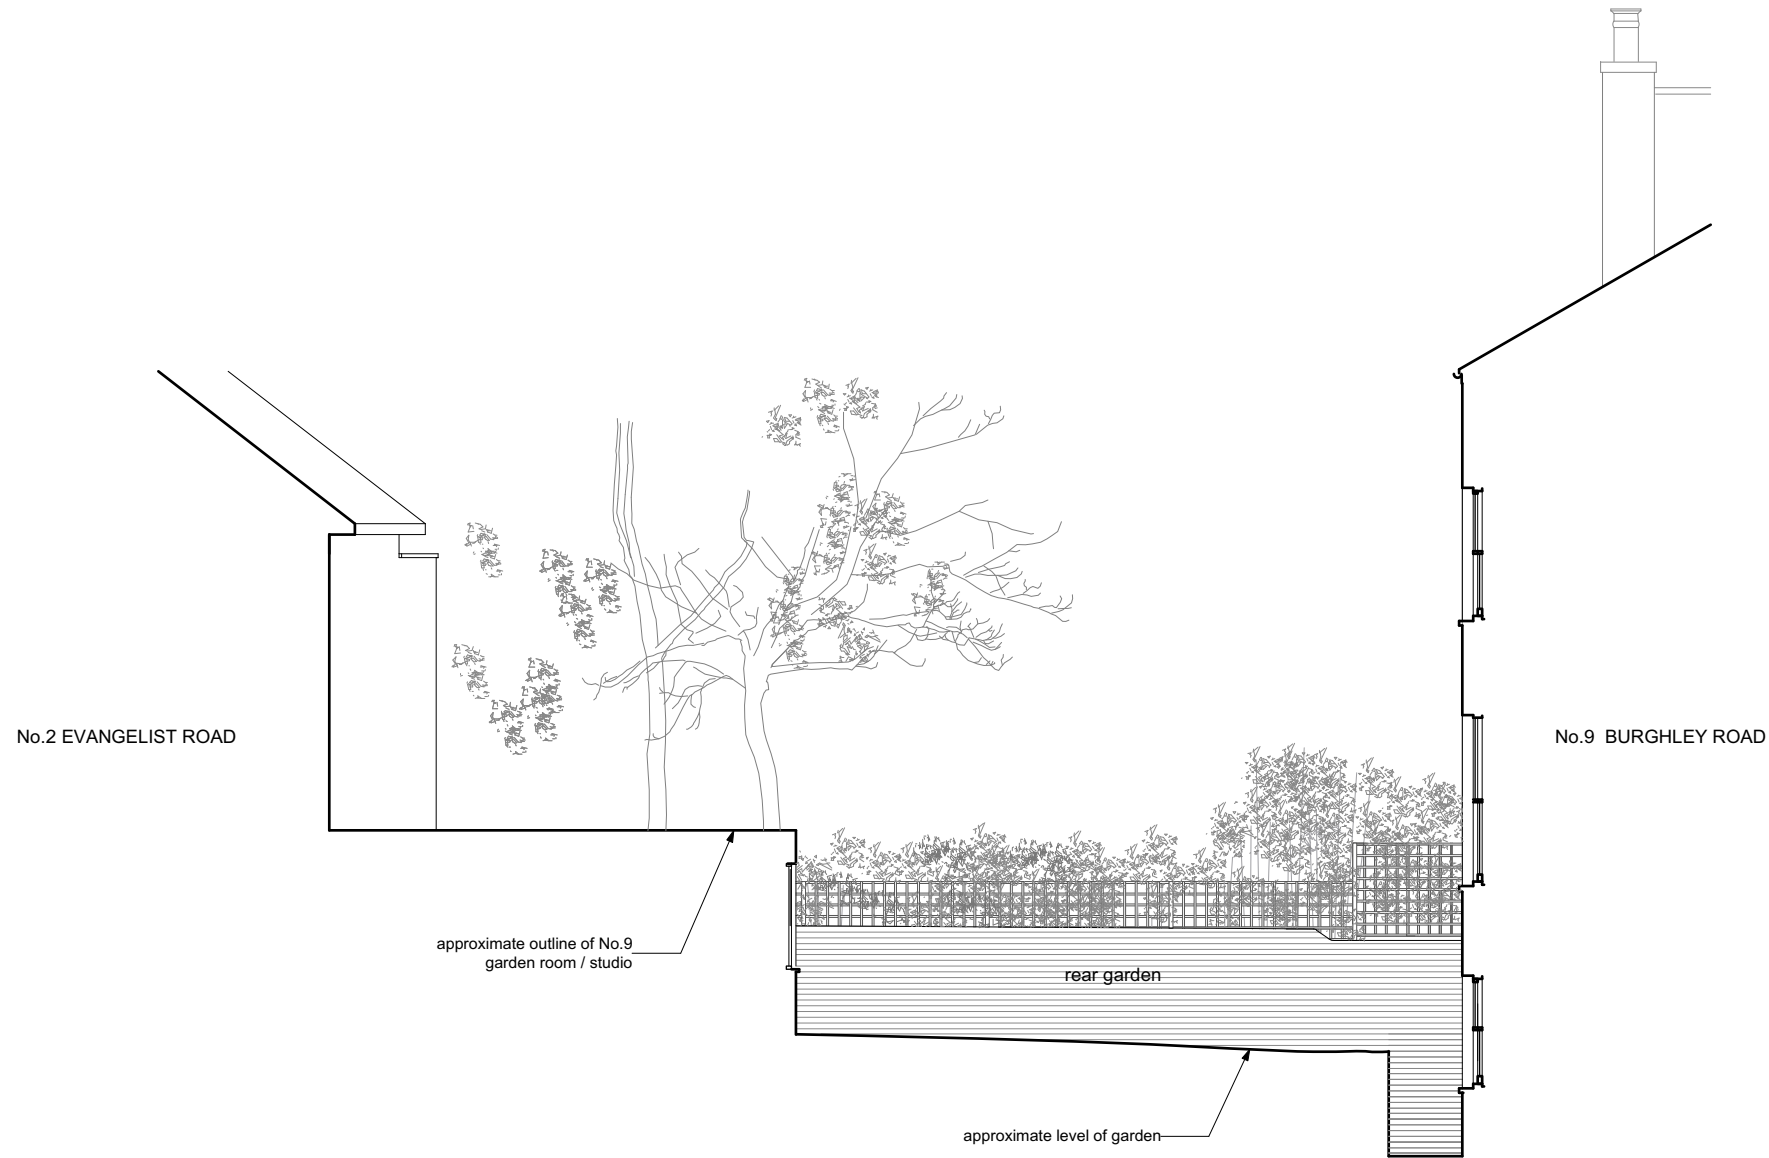 No.2 EVANGELIST ROAD
No.9 BURGHLEY ROAD
approximate outline of No.9
garden room / studio
rear garden
approximate level of garden